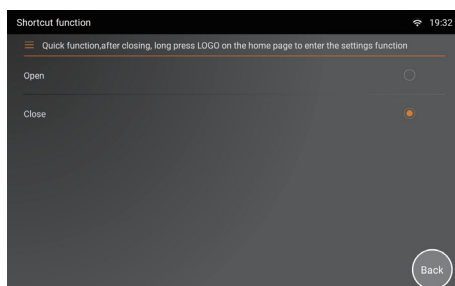 Shortcut function 19:32
Quick function,after closing, long press LOGO on the home page to enter the settings function
Open
Close
Back